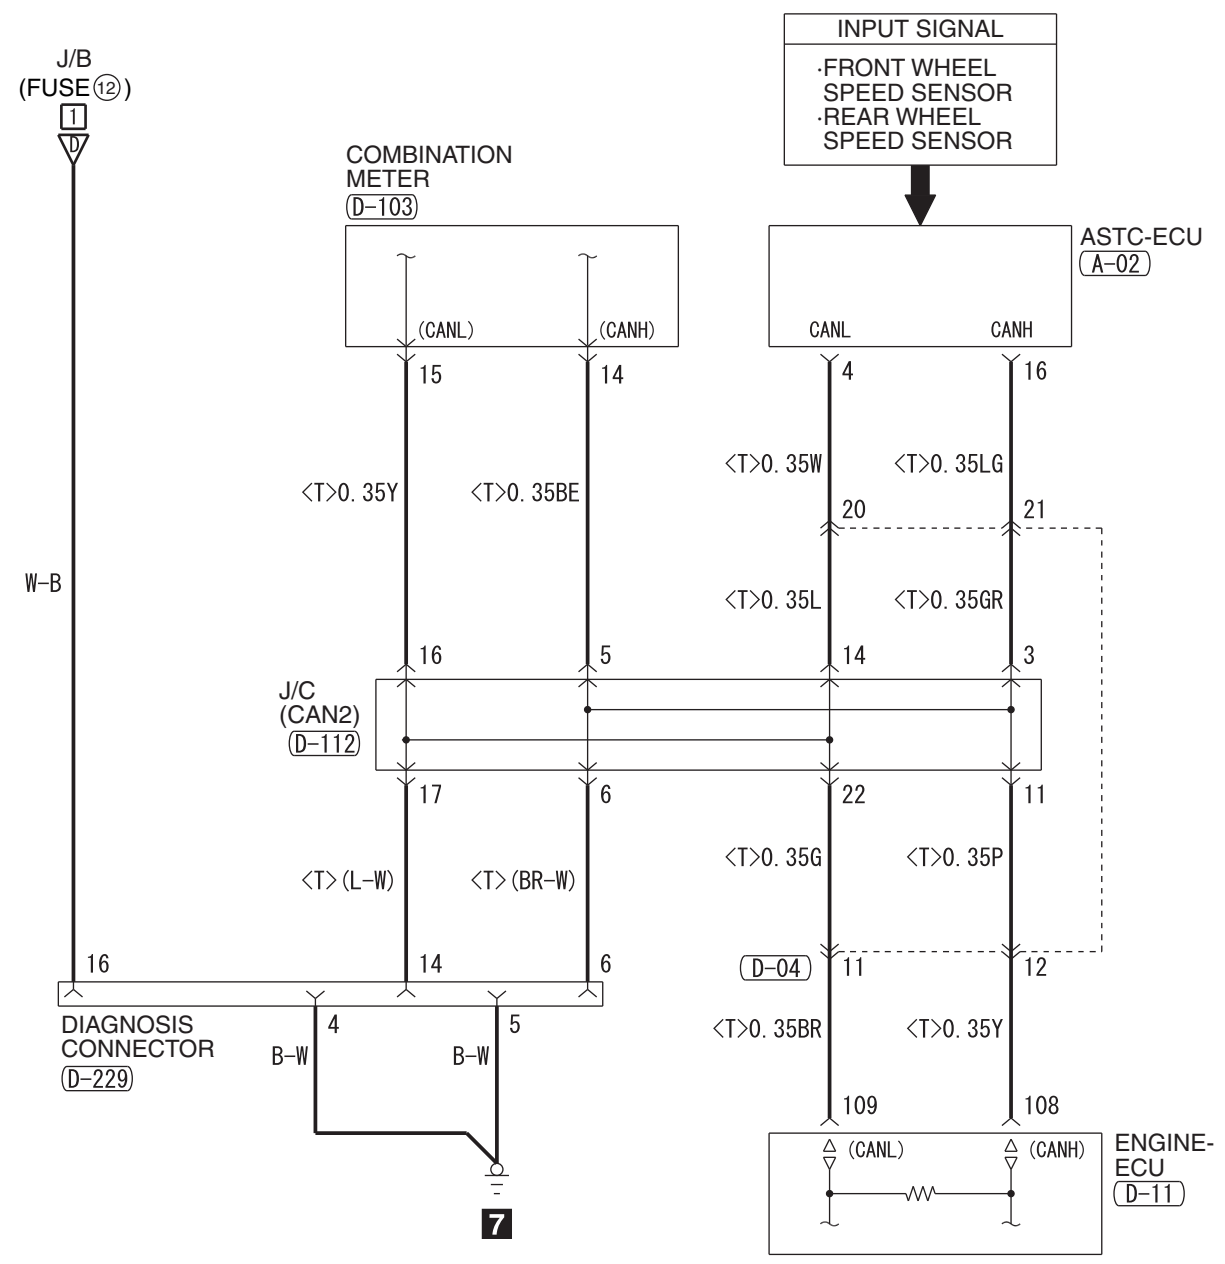 J/B
(FUSE⑫)
1
D
INPUT SIGNAL
·FRONT WHEEL
SPEED SENSOR
·REAR WHEEL
SPEED SENSOR
COMBINATION
METER
D-103
ASTC-ECU
A-02
(CANL) (CANH)
CANL CANH
15 14
4 16
<T>0.35W <T>0.35LG
<T>0.35Y <T>0.35BE
20 21
W-B
<T>0.35L <T>0.35GR
16 5 14 3
J/C
(CAN2)
D-112
17 6 22 11
<T>0.35G <T>0.35P
<T>(L-W) <T>(BR-W)
16 14 6
D-04
11 12
DIAGNOSIS
CONNECTOR
D-229
4 5
B-W B-W
<T>0.35BR <T>0.35Y
109 108
(CANL) (CANH)
ENGINE-
ECU
D-11
7